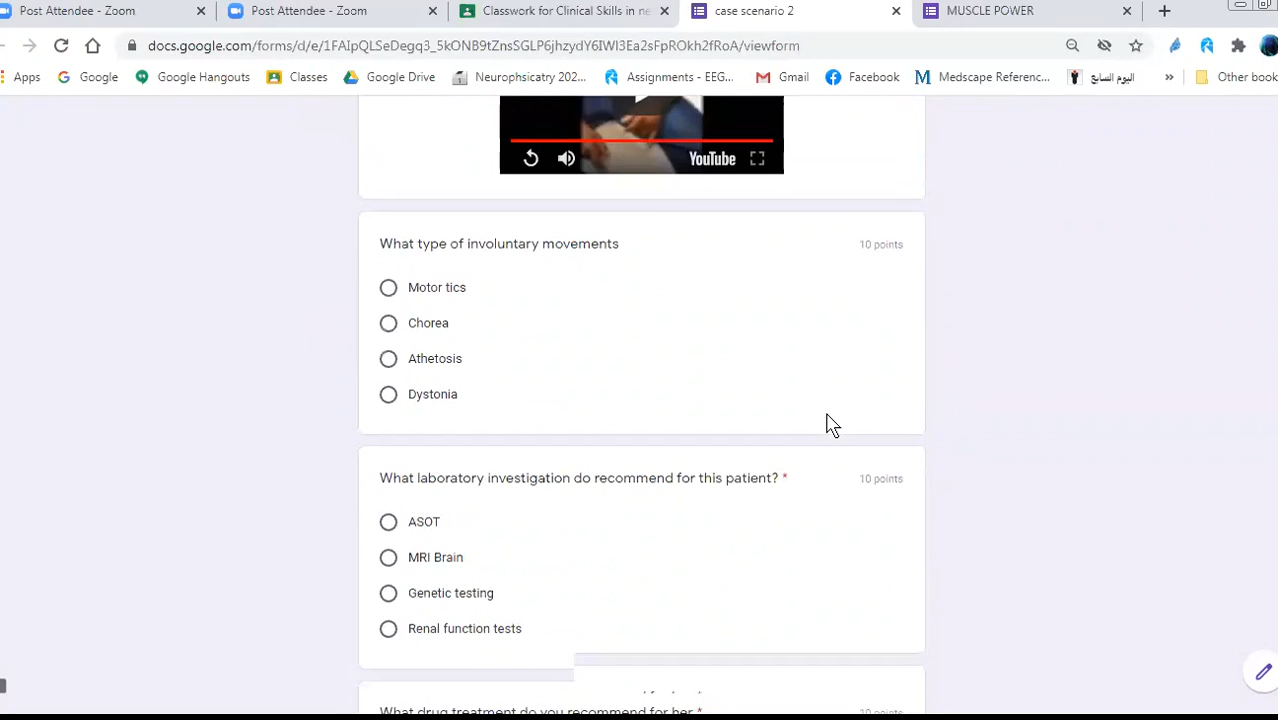 Post Attendee - Zoom
Post Attendee - Zoom
Classwork for Clinical Skills in ne
case scenario 2
MUSCLE POWER
docs.google.com/forms/d/e/1FAIpQLSeDegq3_5kONB9tZnsSGLP6jhzydY6IWI3Ea2sFpROkh2fRoA/viewform
Apps
Google
Google Hangouts
Classes
Google Drive
Neurophsicatry 202...
Assignments - EEG...
Gmail
Facebook
Medscape Referenc...
اليوم السابع
Other book
YouTube
What type of involuntary movements
10 points
Motor tics
Chorea
Athetosis
Dystonia
What laboratory investigation do recommend for this patient? *
10 points
ASOT
MRI Brain
Genetic testing
Renal function tests
What drug treatment do you recommend for her *
10 points